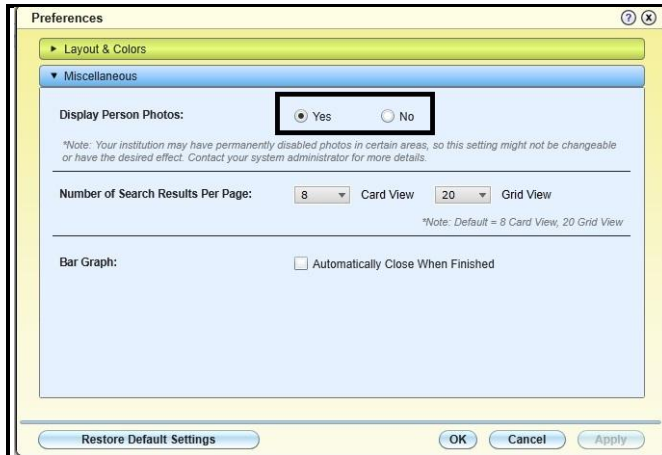 Preferences
Layout & Colors
Miscellaneous
Display Person Photos: Yes No
*Note: Your institution may have permanently disabled photos in certain areas, so this setting might not be changeable
or have the desired effect. Contact your system administrator for more details.
Number of Search Results Per Page: 8 Card View 20 Grid View
*Note: Default = 8 Card View, 20 Grid View
Bar Graph: Automatically Close When Finished
Restore Default Settings OK Cancel Apply